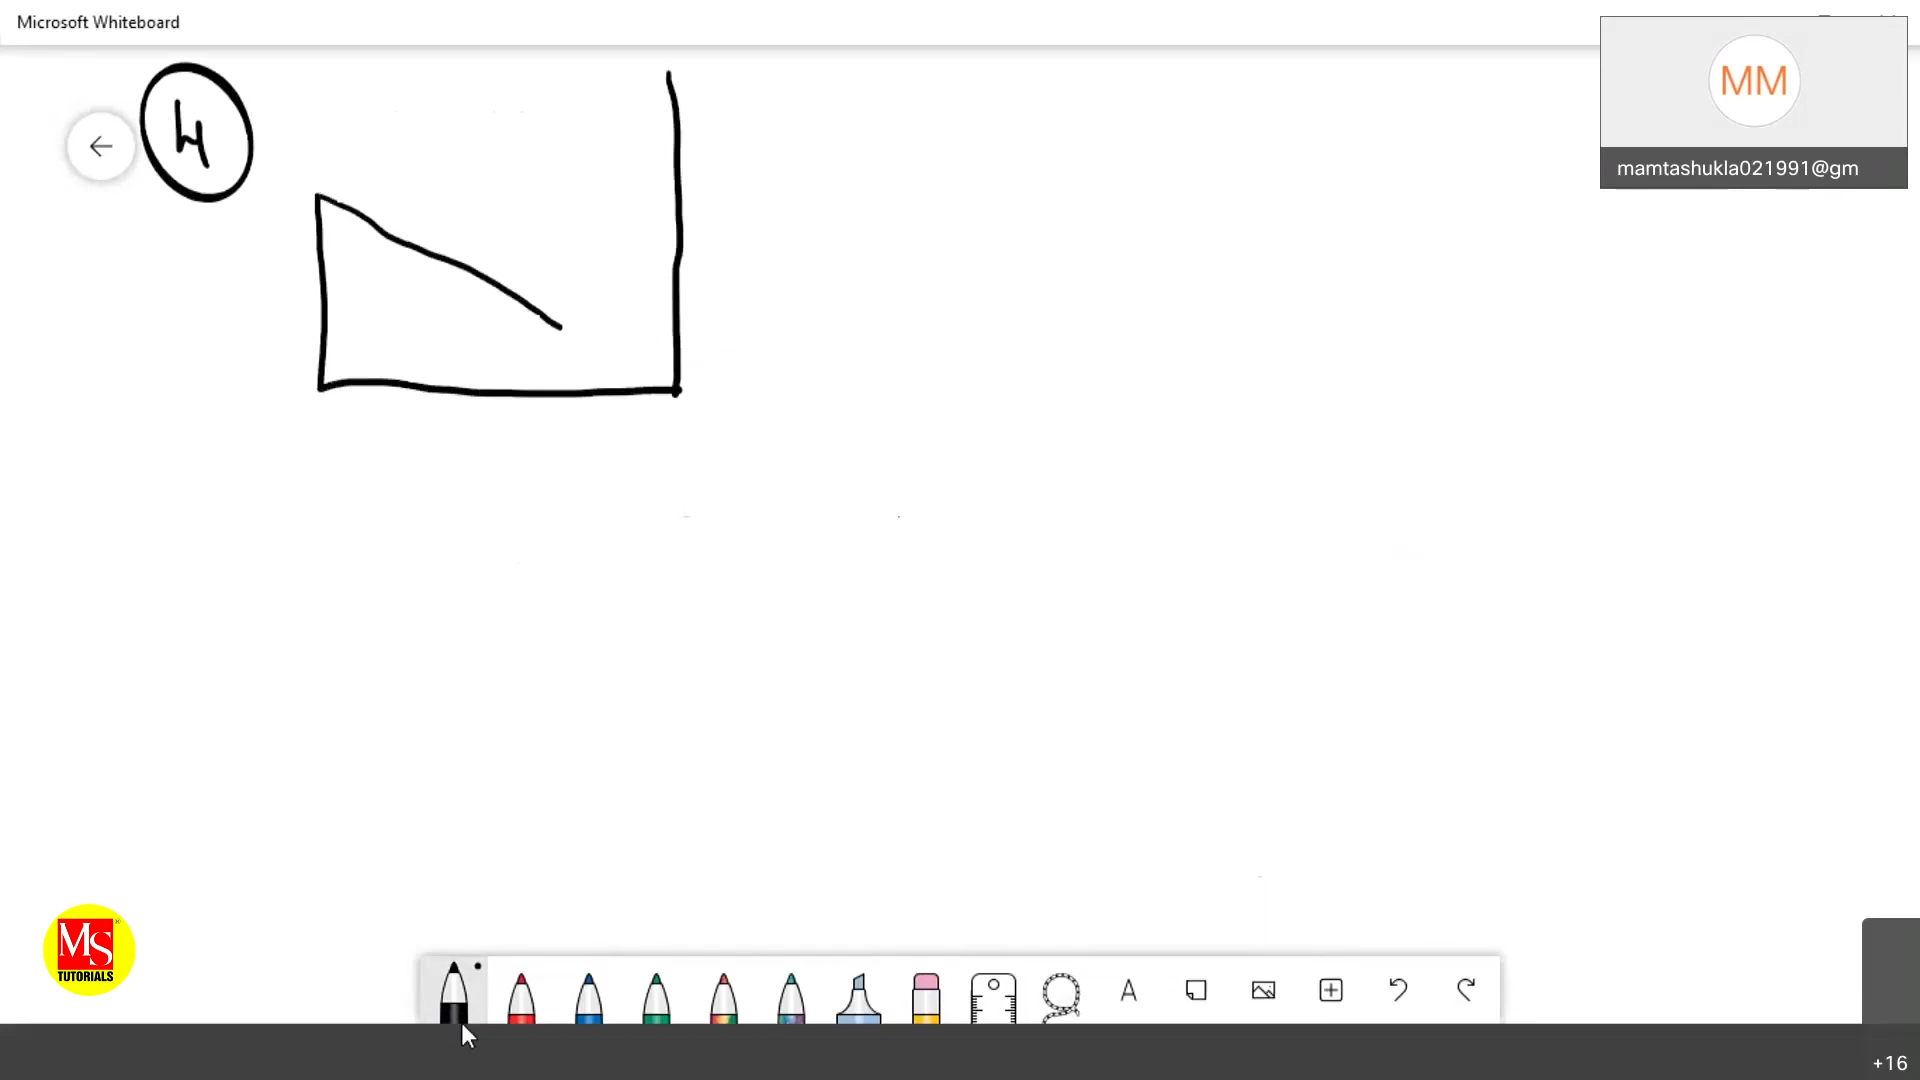 Microsoft Whiteboard
4
MM
mamtashukla021991@gm
MS
TUTORIALS
A
+16